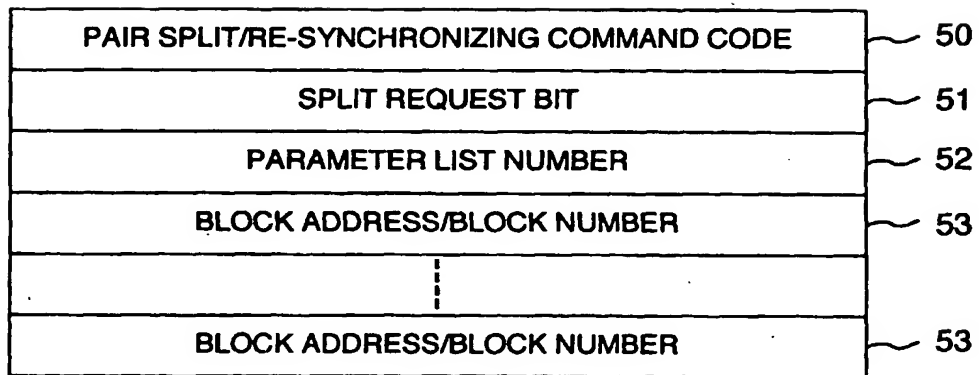 PAIR SPLIT/RE-SYNCHRONIZING COMMAND CODE 50
SPLIT REQUEST BIT 51
PARAMETER LIST NUMBER 52
BLOCK ADDRESS/BLOCK NUMBER 53
BLOCK ADDRESS/BLOCK NUMBER 53